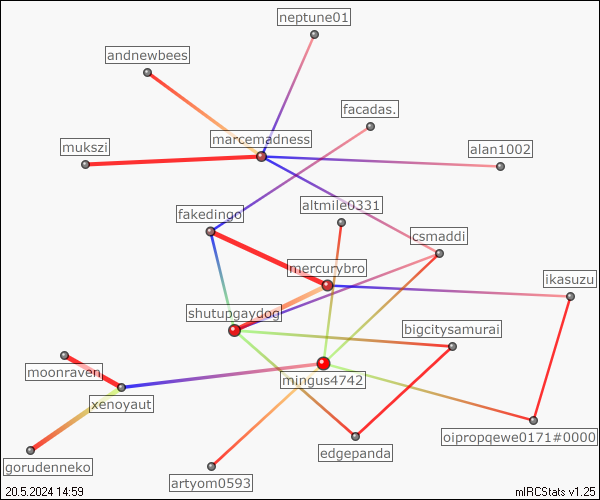 neptune01
andnewbees
facadas.
marcemadness
mukszi
alan1002
altmile0331
fakedingo
csmaddi
mercurybro
ikasuzu
shutupgaydog
bigcitysamurai
moonraven
mingus4742
xenoyaut
oipropqewe0171#0000
edgepanda
gorudenneko
artyom0593
20.5.2024 14:59
mIRCStats v1.25